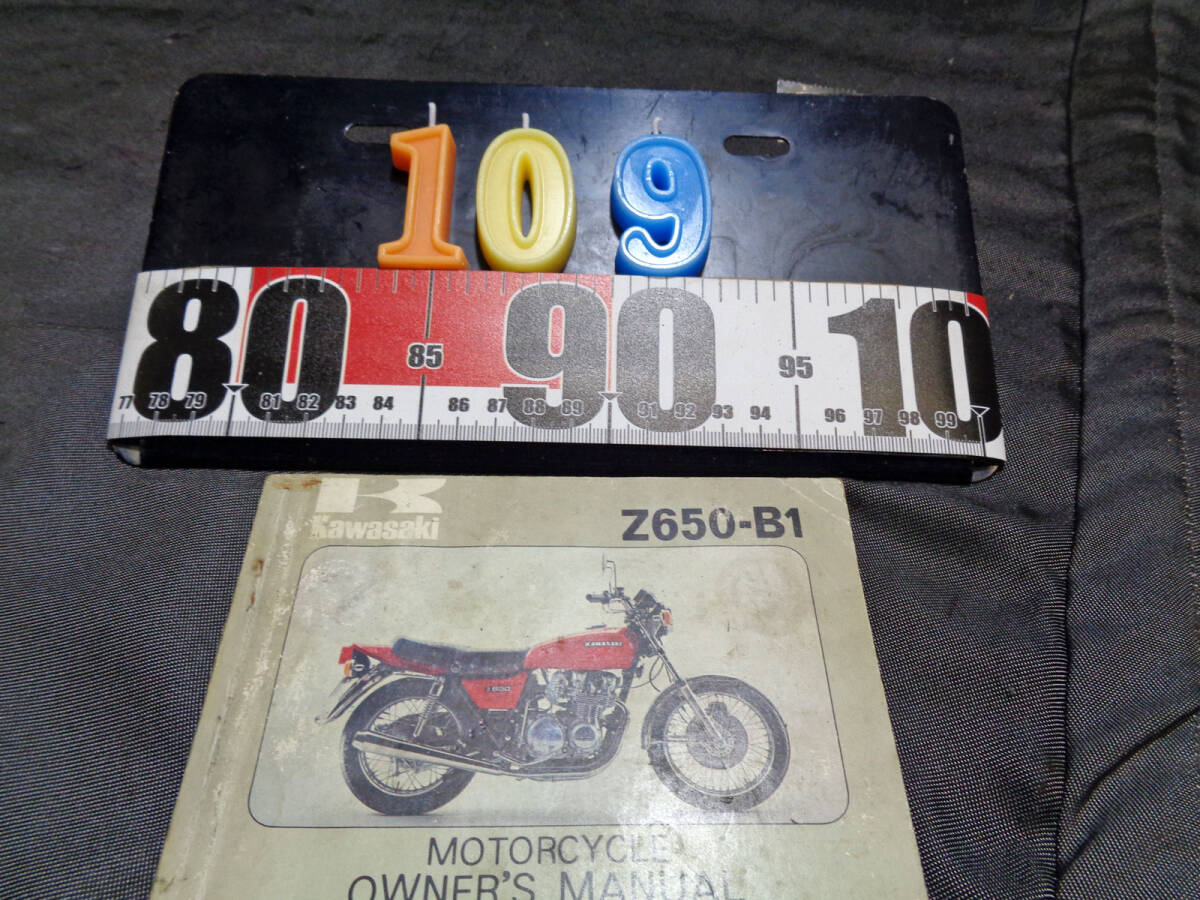 109
80 90 10
85 95
77 78 79 81 82 83 84 86 87 88 89 91 92 93 94 96 97 98 99
K
Kawasaki
Z650-B1
KAWASAKI
Z650
MOTORCYCLE
OWNER'S MANUAL